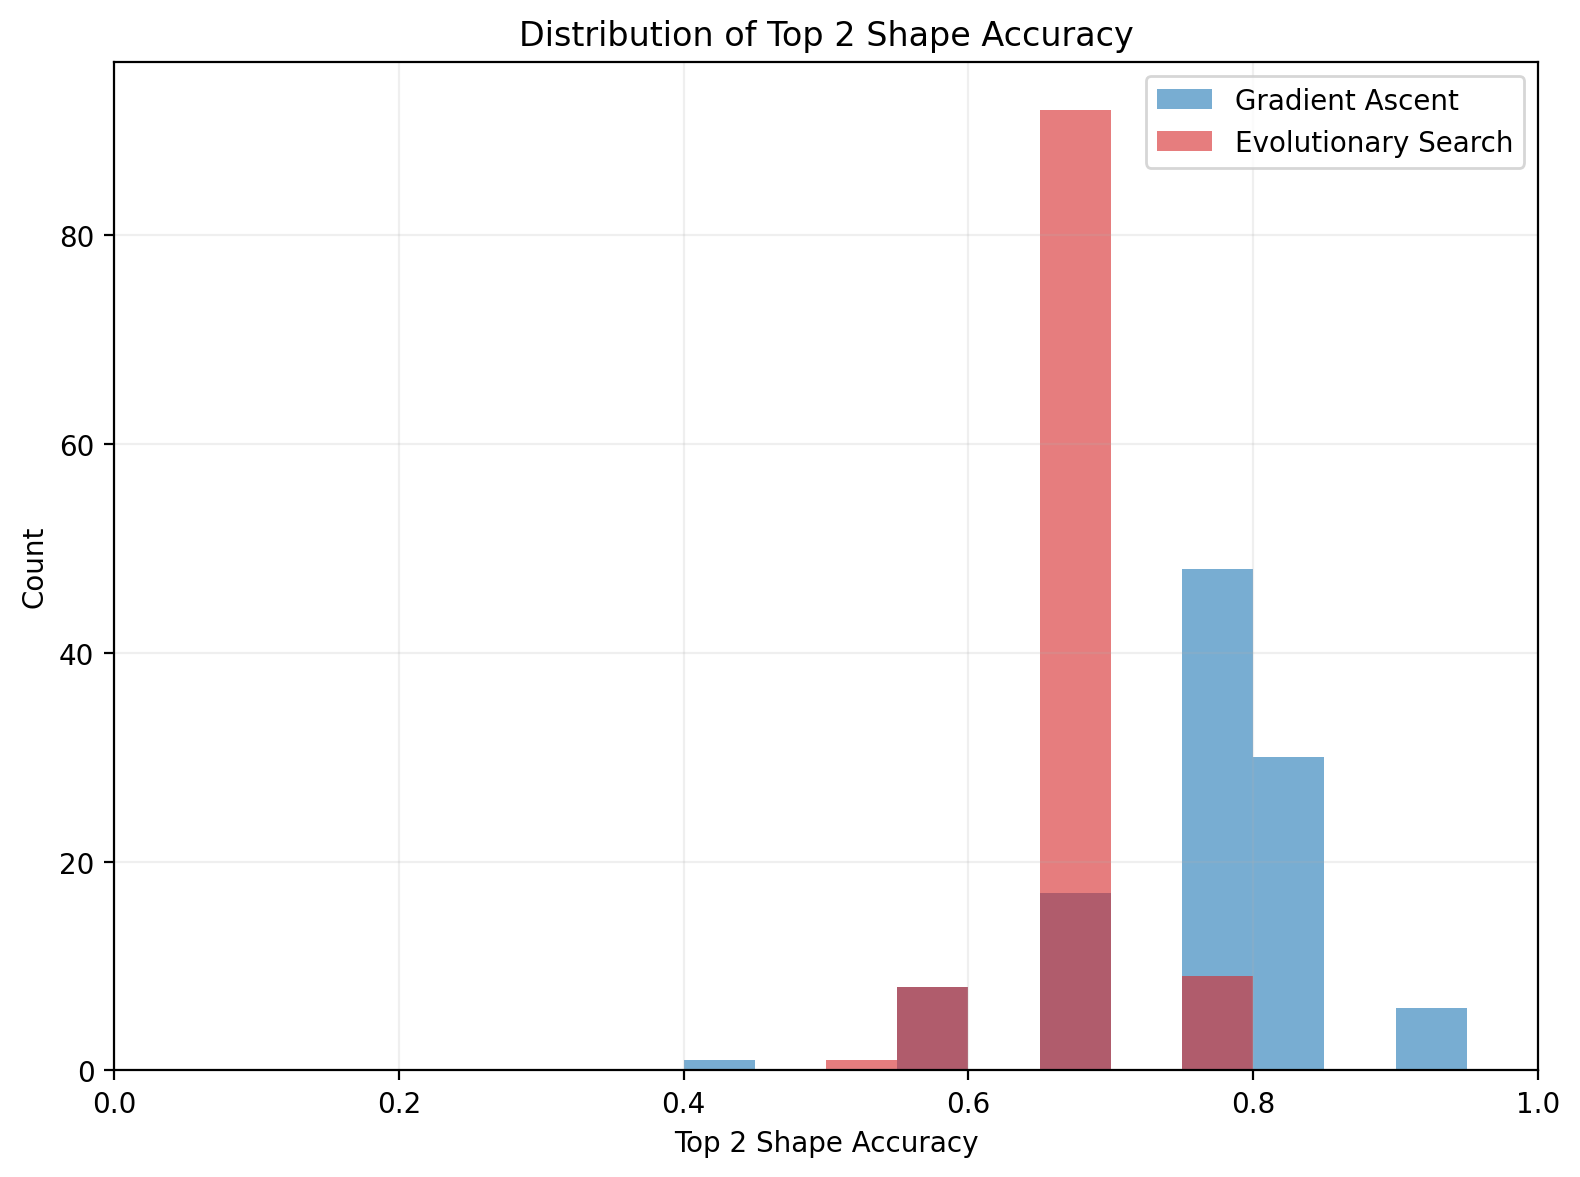 Distribution of Top 2 Shape Accuracy
Gradient Ascent
Evolutionary Search
Count
80
60
40
20
0
0.0 0.2 0.4 0.6 0.8 1.0
Top 2 Shape Accuracy